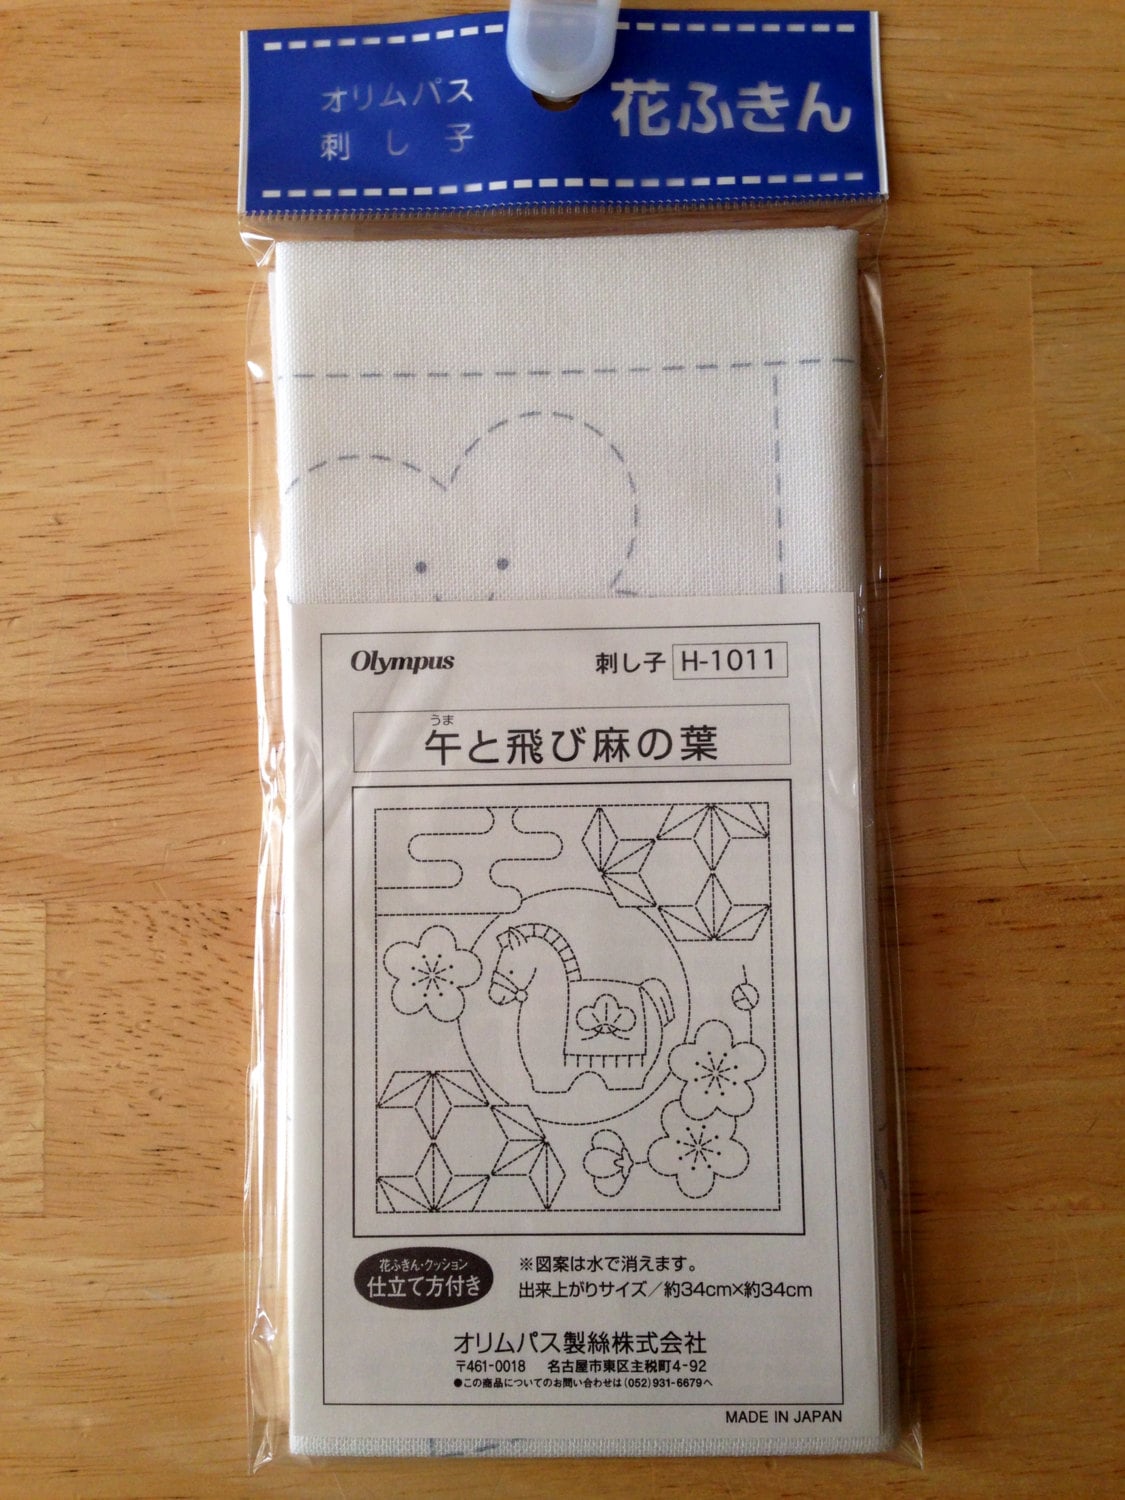 オリムパス
刺し子
花ふきん
Olympus
刺し子 H-1011
うま
午と飛び麻の葉
花ふきん・クッション
仕立て方付き
※図案は水で消えます。
出来上がりサイズ／約34cm×約34cm
オリムパス製絲株式会社
〒461-0018 名古屋市東区主税町4-92
●この商品についてのお問い合わせは(052)931-6679へ
MADE IN JAPAN